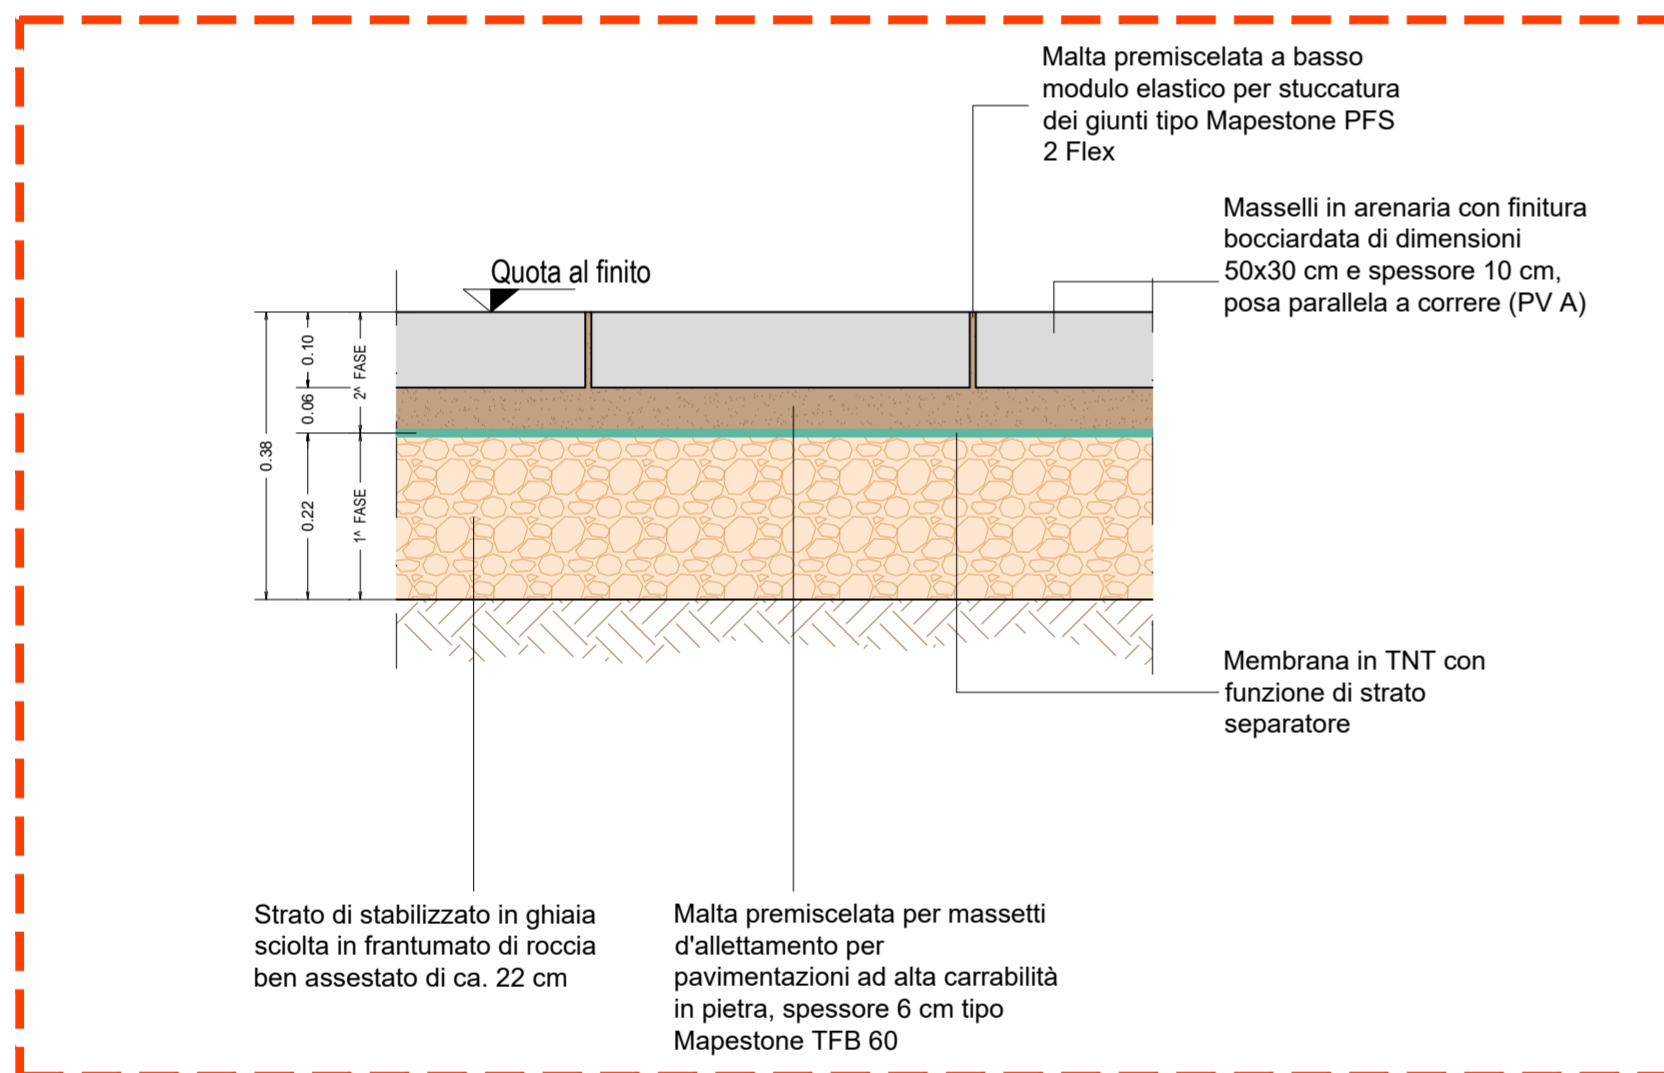 Malta premiscelata a basso
modulo elastico per stuccatura
dei giunti tipo Mapestone PFS
2 Flex
Masselli in arenaria con finitura
bocciardata di dimensioni
50x30 cm e spessore 10 cm,
posa parallela a correre (PV A)
Quota al finito
0.10
2^ FASE
0.06
0.38
0.22
1^ FASE
Membrana in TNT con
funzione di strato
separatore
Strato di stabilizzato in ghiaia
sciolta in frantumato di roccia
ben assestato di ca. 22 cm
Malta premiscelata per massetti
d'allettamento per
pavimentazioni ad alta carrabilità
in pietra, spessore 6 cm tipo
Mapestone TFB 60